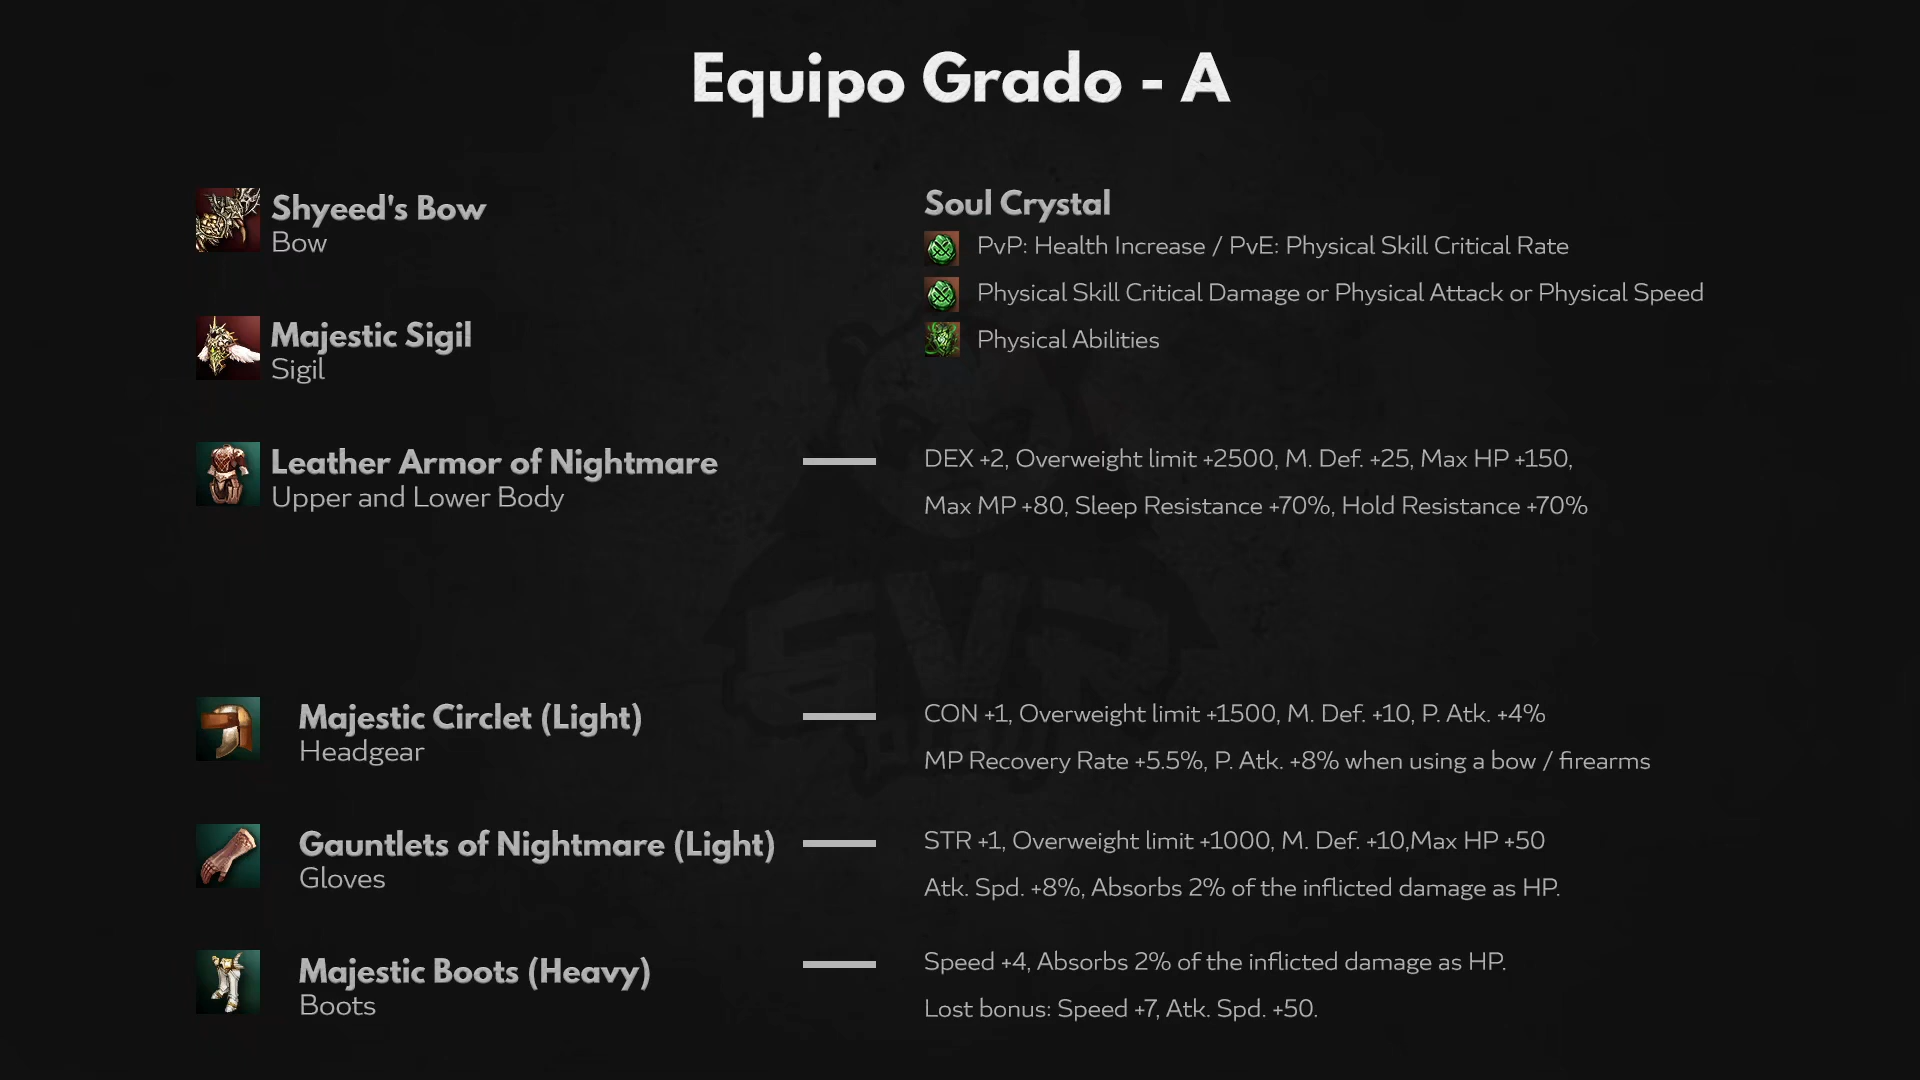 Equipo Grado - A
Shyeed's Bow
Bow
Soul Crystal
PvP: Health Increase / PvE: Physical Skill Critical Rate
Physical Skill Critical Damage or Physical Attack or Physical Speed
Physical Abilities
Majestic Sigil
Sigil
Leather Armor of Nightmare
Upper and Lower Body
DEX +2, Overweight limit +2500, M. Def. +25, Max HP +150,
Max MP +80, Sleep Resistance +70%, Hold Resistance +70%
Majestic Circlet (Light)
Headgear
CON +1, Overweight limit +1500, M. Def. +10, P. Atk. +4%
MP Recovery Rate +5.5%, P. Atk. +8% when using a bow / firearms
Gauntlets of Nightmare (Light)
Gloves
STR +1, Overweight limit +1000, M. Def. +10,Max HP +50
Atk. Spd. +8%, Absorbs 2% of the inflicted damage as HP.
Majestic Boots (Heavy)
Boots
Speed +4, Absorbs 2% of the inflicted damage as HP.
Lost bonus: Speed +7, Atk. Spd. +50.